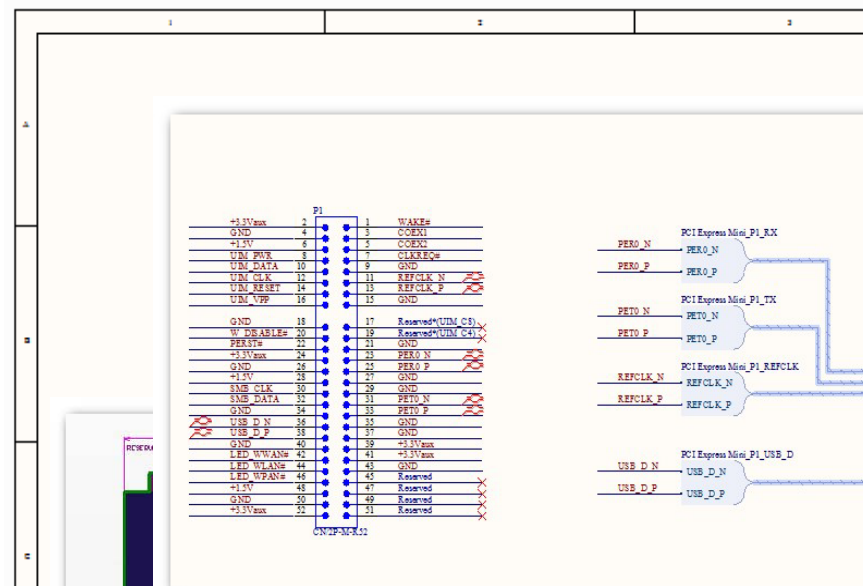 1 2 3
P1
+3.3Vaux 2 1 WAKE#
GND 4 3 COEX1
+1.5V 6 5 COEX2
UIM_PWR 8 7 CLKREQ#
UIM_DATA 10 9 GND
UIM_CLK 12 11 REFCLK_N
UIM_RESET 14 13 REFCLK_P
UIM_VPP 16 15 GND
GND 18 17 Reserved*(UIM_C8)
W_DISABLE# 20 19 Reserved*(UIM_C4)
PERST# 22 21 GND
+3.3Vaux 24 23 PER0_N
GND 26 25 PER0_P
+1.5V 28 27 GND
SMB_CLK 30 29 GND
SMB_DATA 32 31 PET0_N
GND 34 33 PET0_P
USB_D_N 36 35 GND
USB_D_P 38 37 GND
GND 40 39 +3.3Vaux
LED_WWAN# 42 41 +3.3Vaux
LED_WLAN# 44 43 GND
LED_WPAN# 46 45 Reserved
+1.5V 48 47 Reserved
GND 50 49 Reserved
+3.3Vaux 52 51 Reserved
CN/2P-M-R52
PCI Express Mini_P1_RX
PER0_N PER0_N
PER0_P PER0_P
PCI Express Mini_P1_TX
PET0_N PET0_N
PET0_P PET0_P
PCI Express Mini_P1_REFCLK
REFCLK_N REFCLK_N
REFCLK_P REFCLK_P
PCI Express Mini_P1_USB_D
USB_D_N USB_D_N
USB_D_P USB_D_P